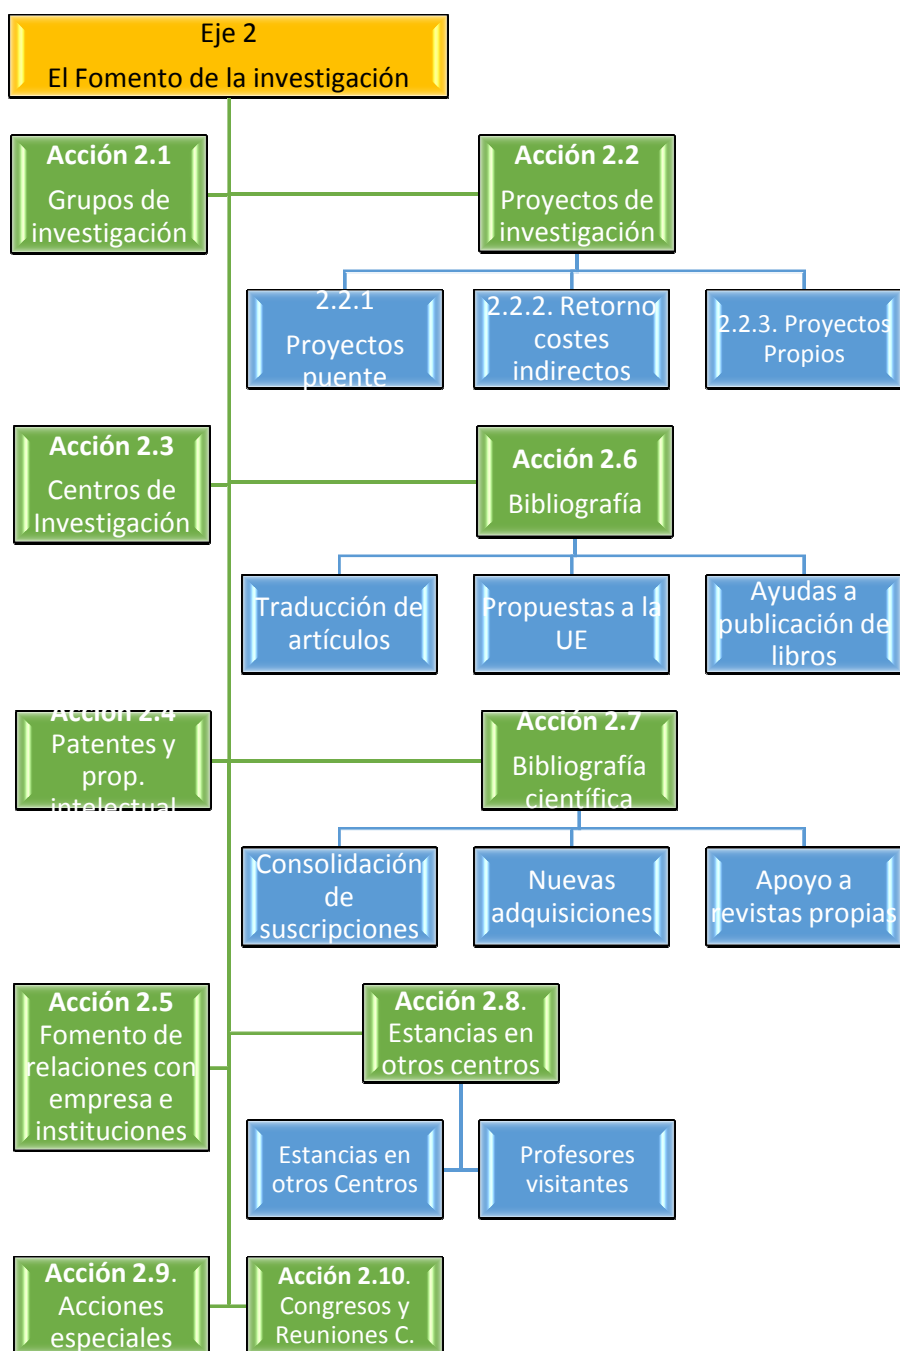 Eje 2
El Fomento de la investigación
Acción 2.1
Grupos de
investigación
Acción 2.2
Proyectos de
investigación
2.2.1
Proyectos
puente
2.2.2. Retorno
costes
indirectos
2.2.3. Proyectos
Propios
Acción 2.3
Centros de
Investigación
Acción 2.6
Bibliografía
Traducción de
artículos
Propuestas a la
UE
Ayudas a
publicación de
libros
Acción 2.4
Patentes y
prop.
intelectual
Acción 2.7
Bibliografía
científica
Consolidación
de
suscripciones
Nuevas
adquisiciones
Apoyo a
revistas propias
Acción 2.5
Fomento de
relaciones con
empresa e
instituciones
Acción 2.8.
Estancias en
otros centros
Estancias en
otros Centros
Profesores
visitantes
Acción 2.9.
Acciones
especiales
Acción 2.10.
Congresos y
Reuniones C.